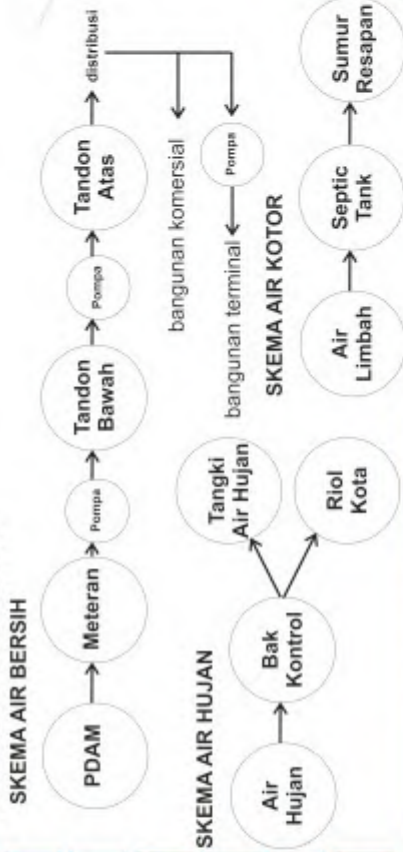 SKEMA AIR BERSIH
PDAM
Meteran
Pompa
Tandon
Bawah
Pompa
Tandon
Atas
distribusi
bangunan komersial
Pompa
bangunan terminal
SKEMA AIR HUJAN
Air
Hujan
Bak
Kontrol
Tangki
Air Hujan
Riol
Kota
SKEMA AIR KOTOR
Air
Limbah
Septic
Tank
Sumur
Resapan